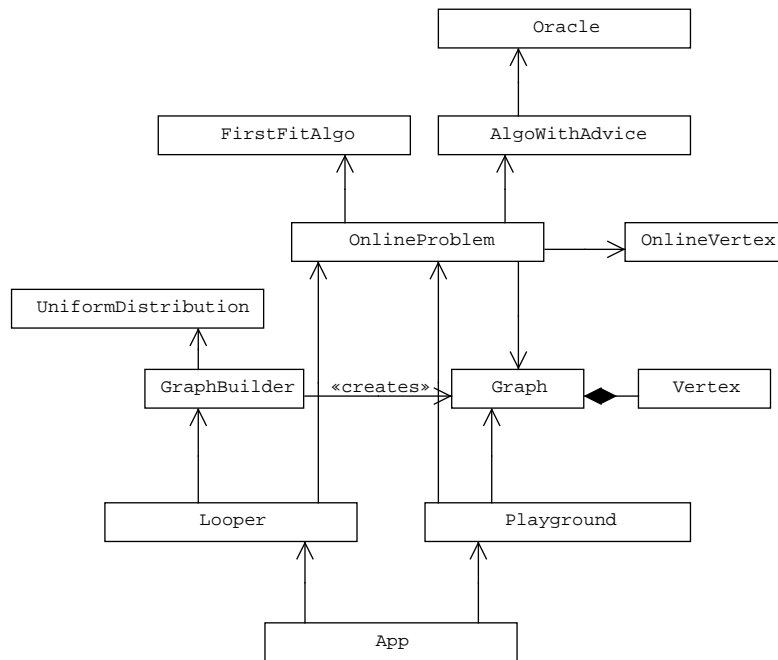 Oracle
FirstFitAlgo
AlgoWithAdvice
OnlineProblem
OnlineVertex
UniformDistribution
GraphBuilder
«creates»
Graph
Vertex
Looper
Playground
App